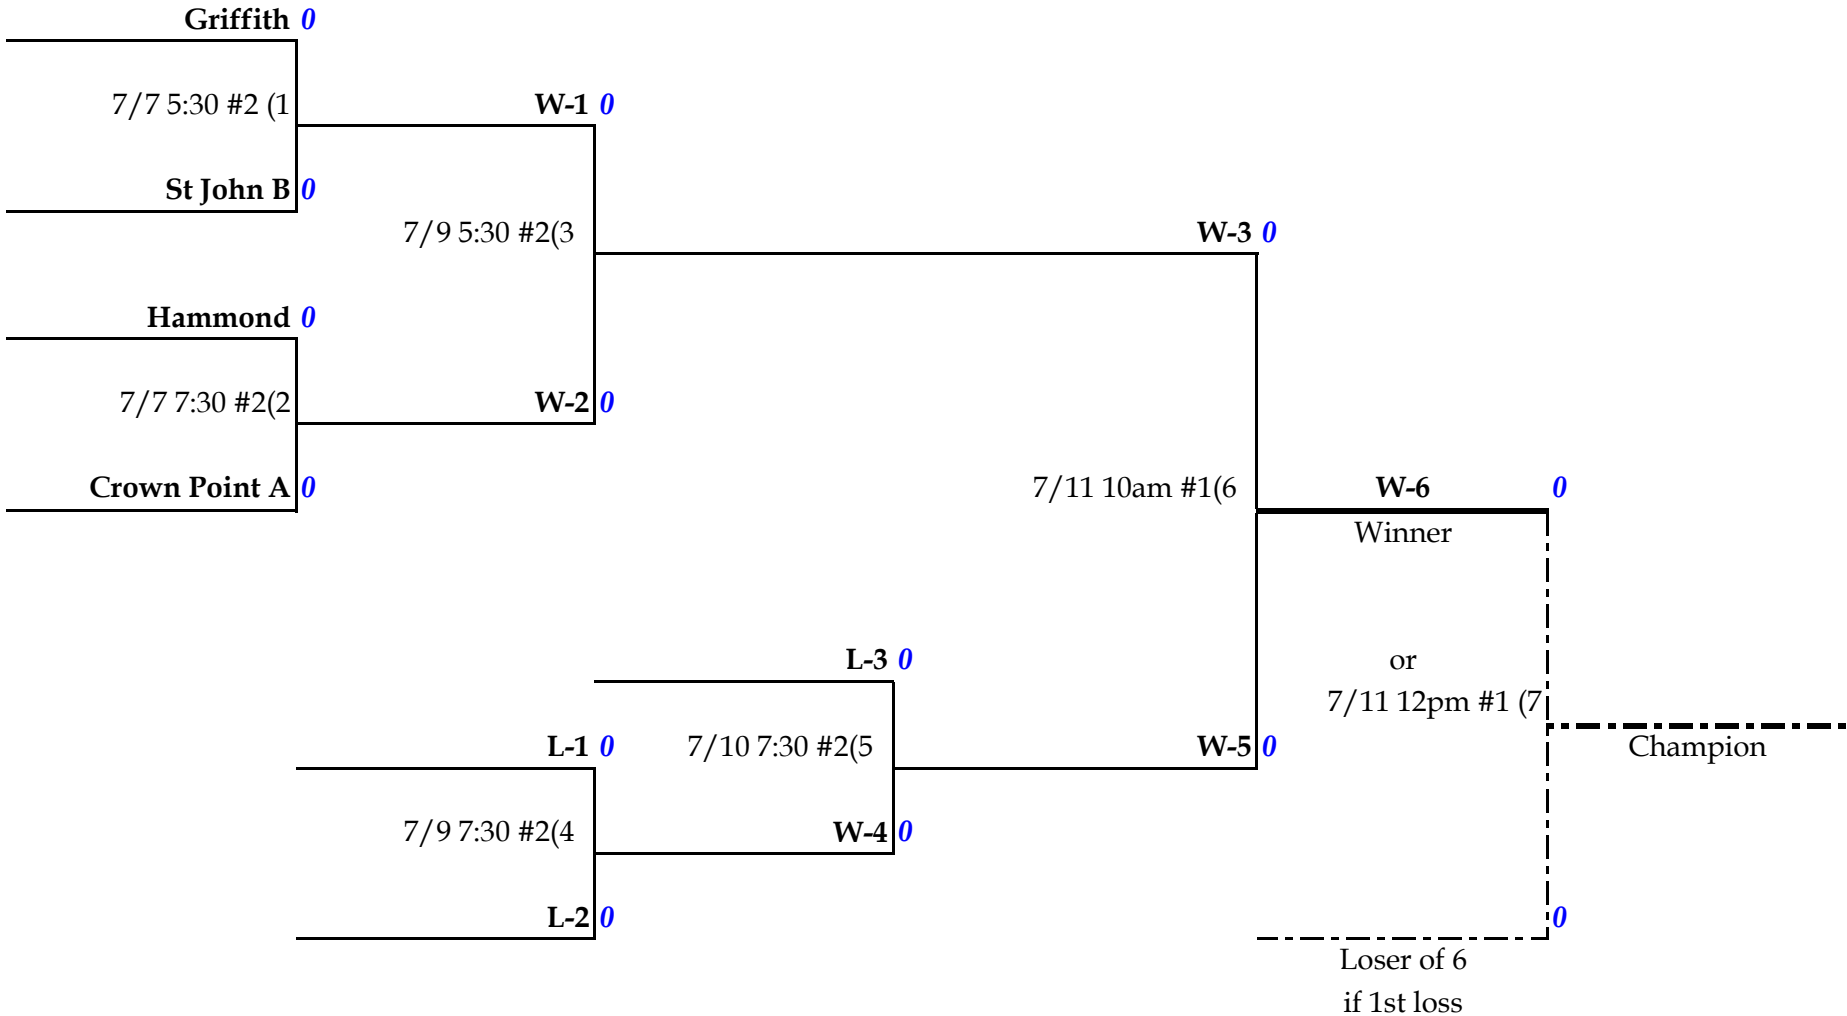 Griffith 0
7/7 5:30 #2 (1
W-1 0
St John B 0
7/9 5:30 #2(3
W-3 0
Hammond 0
7/7 7:30 #2(2
W-2 0
Crown Point A 0
7/11 10am #1(6
W-6 0
Winner
L-3 0
or
7/11 12pm #1 (7
L-1 0
7/10 7:30 #2(5
W-5 0
Champion
7/9 7:30 #2(4
W-4 0
L-2 0
0
Loser of 6
if 1st loss